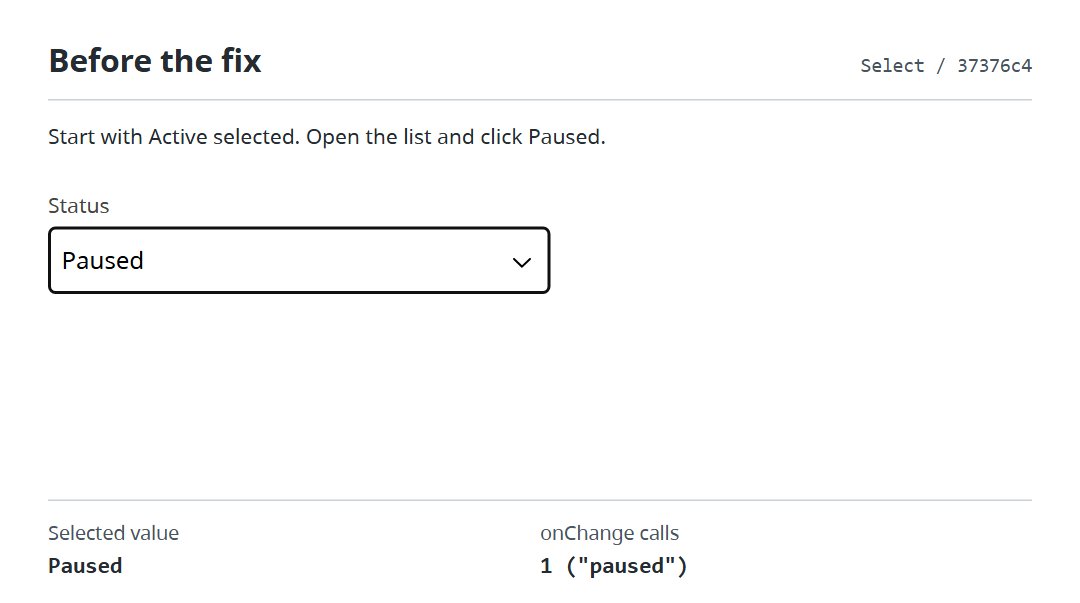 Before the fix
Select / 37376c4
Start with Active selected. Open the list and click Paused.
Status
Paused
Selected value
Paused
onChange calls
1 ("paused")